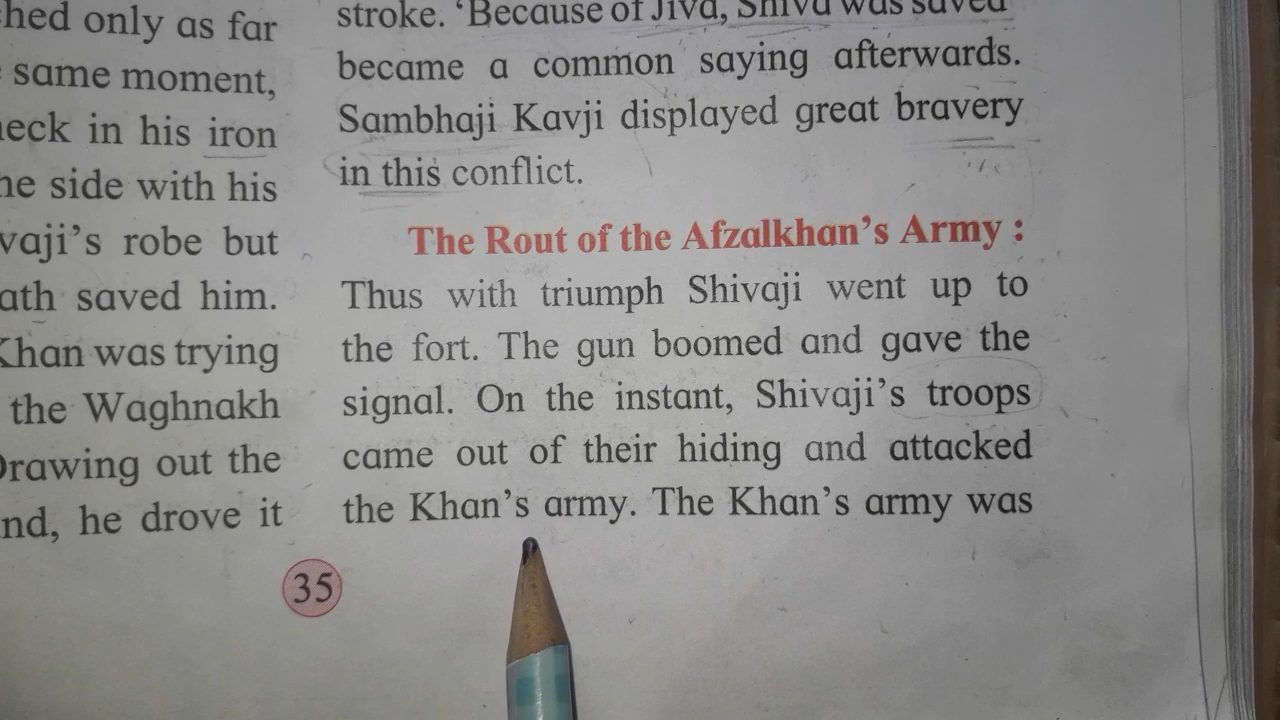 hed only as far
same moment,
eck in his iron
he side with his
vaji's robe but
ath saved him.
Khan was trying
the Waghnakh
Drawing out the
nd, he drove it
stroke. 'Because of Jiva, Shiva was saved
became a common saying afterwards.
Sambhaji Kavji displayed great bravery
in this conflict.
The Rout of the Afzalkhan's Army :
Thus with triumph Shivaji went up to
the fort. The gun boomed and gave the
signal. On the instant, Shivaji's troops
came out of their hiding and attacked
the Khan's army. The Khan's army was
35